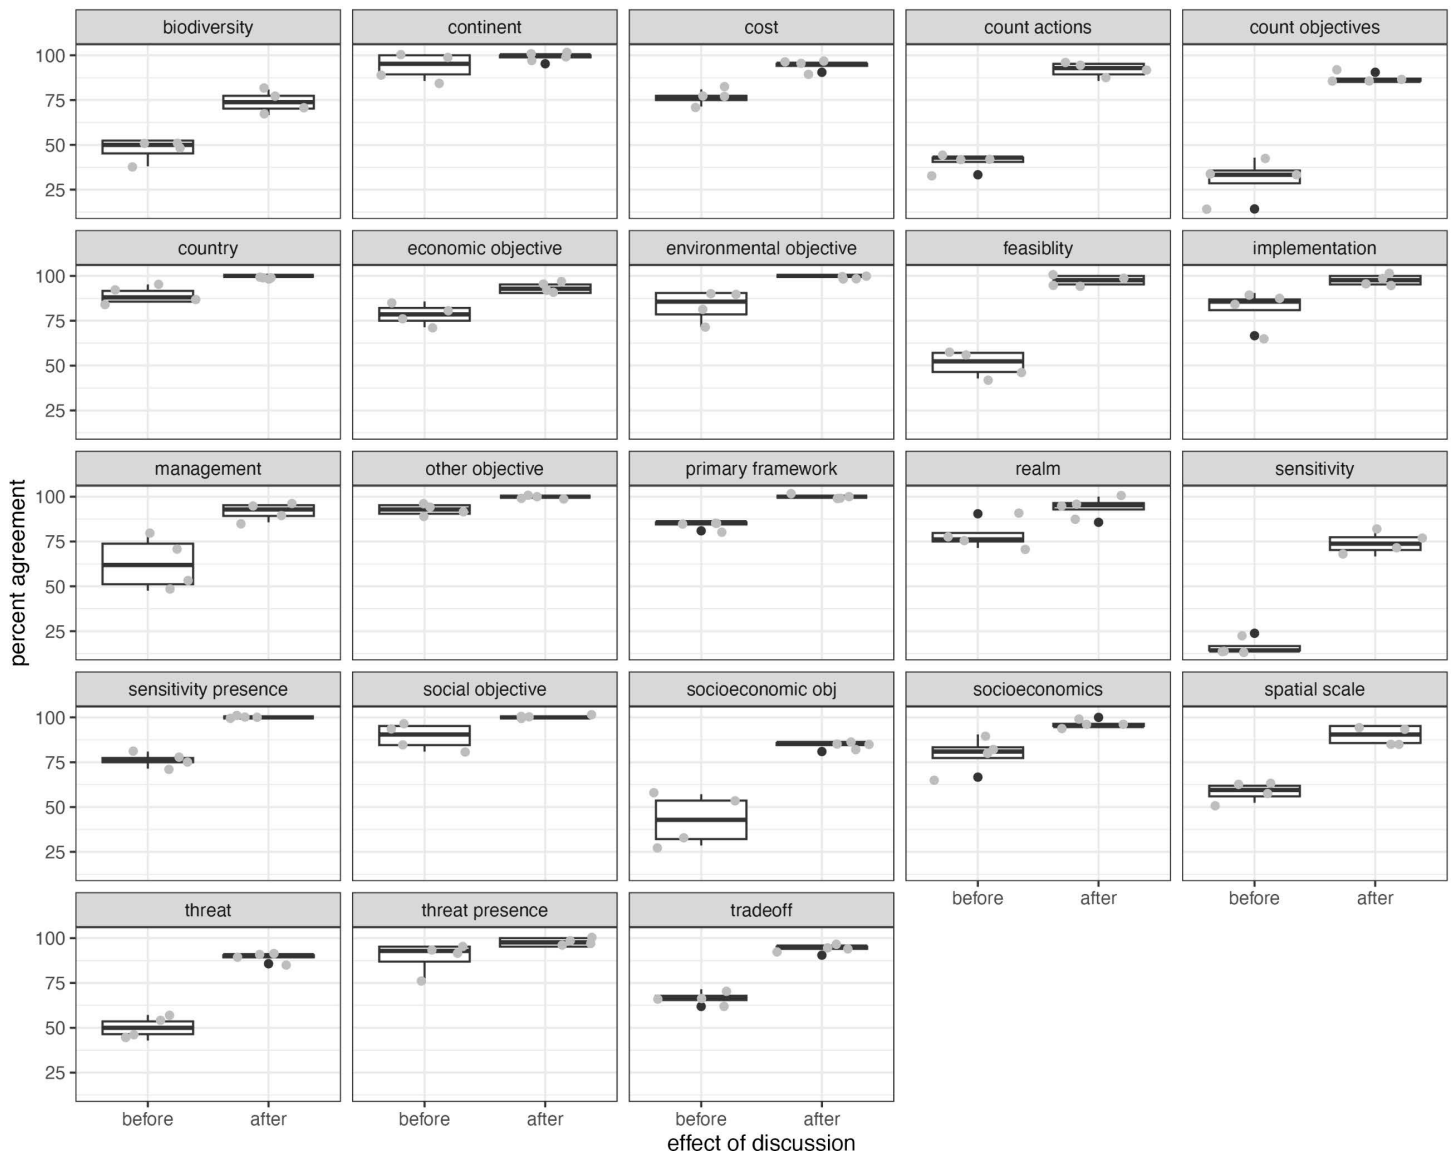 biodiversity continent cost count actions count objectives
100
75
50
25
country economic objective environmental objective feasiblity implementation
100
75
50
25
management other objective primary framework realm sensitivity
100
75
50
25
percent agreement
sensitivity presence social objective socioeconomic obj socioeconomics spatial scale
100
75
50
25
before after before after
threat threat presence tradeoff
100
75
50
25
before after before after before after
effect of discussion